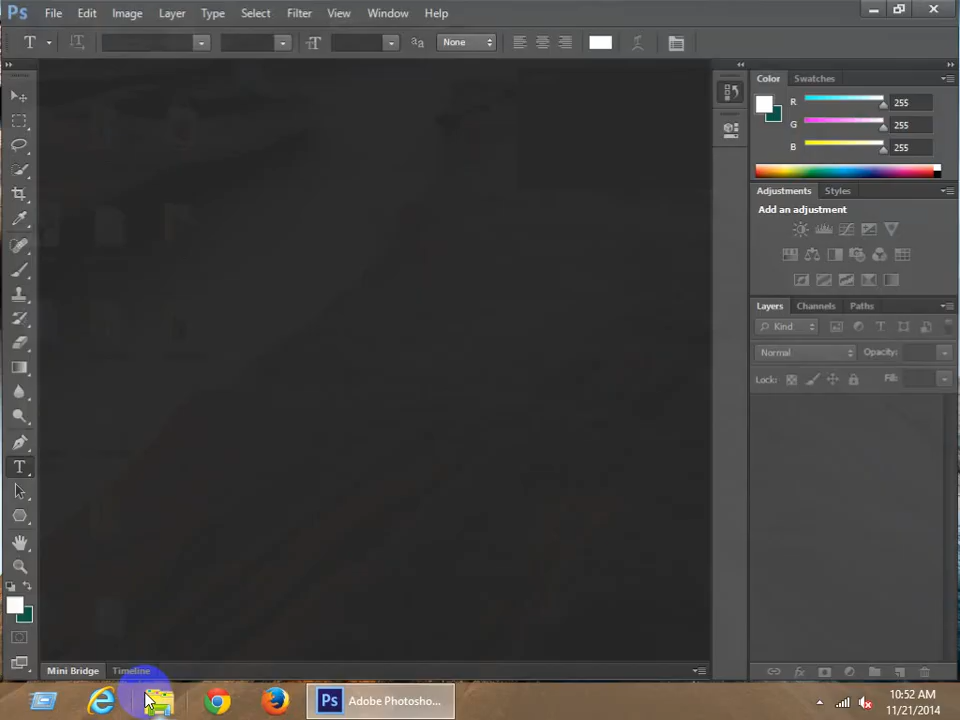 Ps File Edit Image Layer Type Select Filter View Window Help
T T T aa None
Color Swatches
R 255
G 255
B 255
Adjustments Styles
Add an adjustment
Layers Channels Paths
Kind T
Normal Opacity:
Lock: Fill:
T
Mini Bridge Timeline
Ps Adobe Photosho...
10:52 AM
11/21/2014